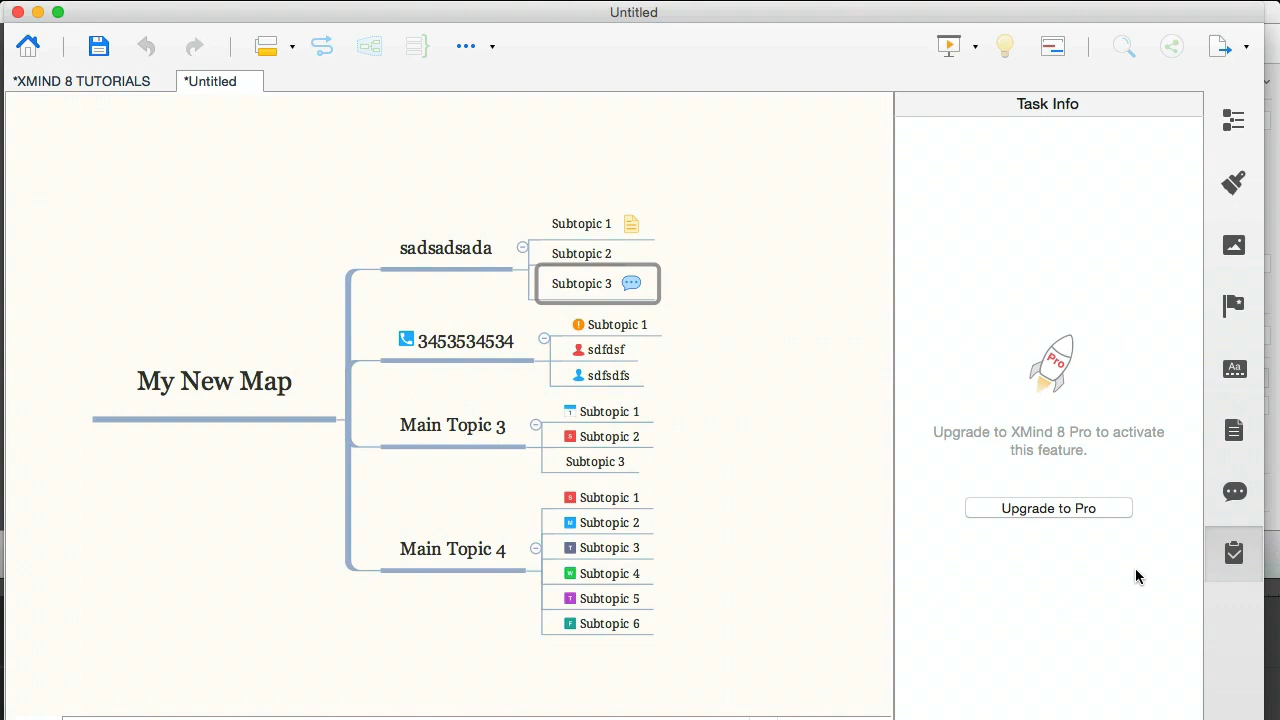 Untitled
*XMIND 8 TUTORIALS
*Untitled
Task Info
Subtopic 1
sadsadsada
Subtopic 2
Subtopic 3
Subtopic 1
3453534534
sdfdsf
sdfsdfs
My New Map
Subtopic 1
Main Topic 3
S Subtopic 2
Subtopic 3
S Subtopic 1
M Subtopic 2
Main Topic 4
T Subtopic 3
W Subtopic 4
T Subtopic 5
F Subtopic 6
Pro
Upgrade to XMind 8 Pro to activate
this feature.
Upgrade to Pro
Aa